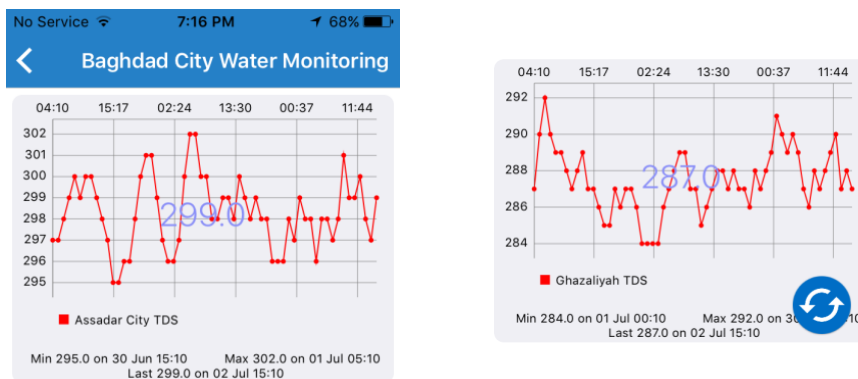 No Service 7:16 PM 68%
Baghdad City Water Monitoring
04:10 15:17 02:24 13:30 00:37 11:44
302
301
300
299
298
297
296
295
299.0
Assadar City TDS
Min 295.0 on 30 Jun 15:10 Max 302.0 on 01 Jul 05:10
Last 299.0 on 02 Jul 15:10
04:10 15:17 02:24 13:30 00:37 11:44
292
290
288
286
284
287.0
Ghazaliyah TDS
Min 284.0 on 01 Jul 00:10 Max 292.0 on
Last 287.0 on 02 Jul 15:10